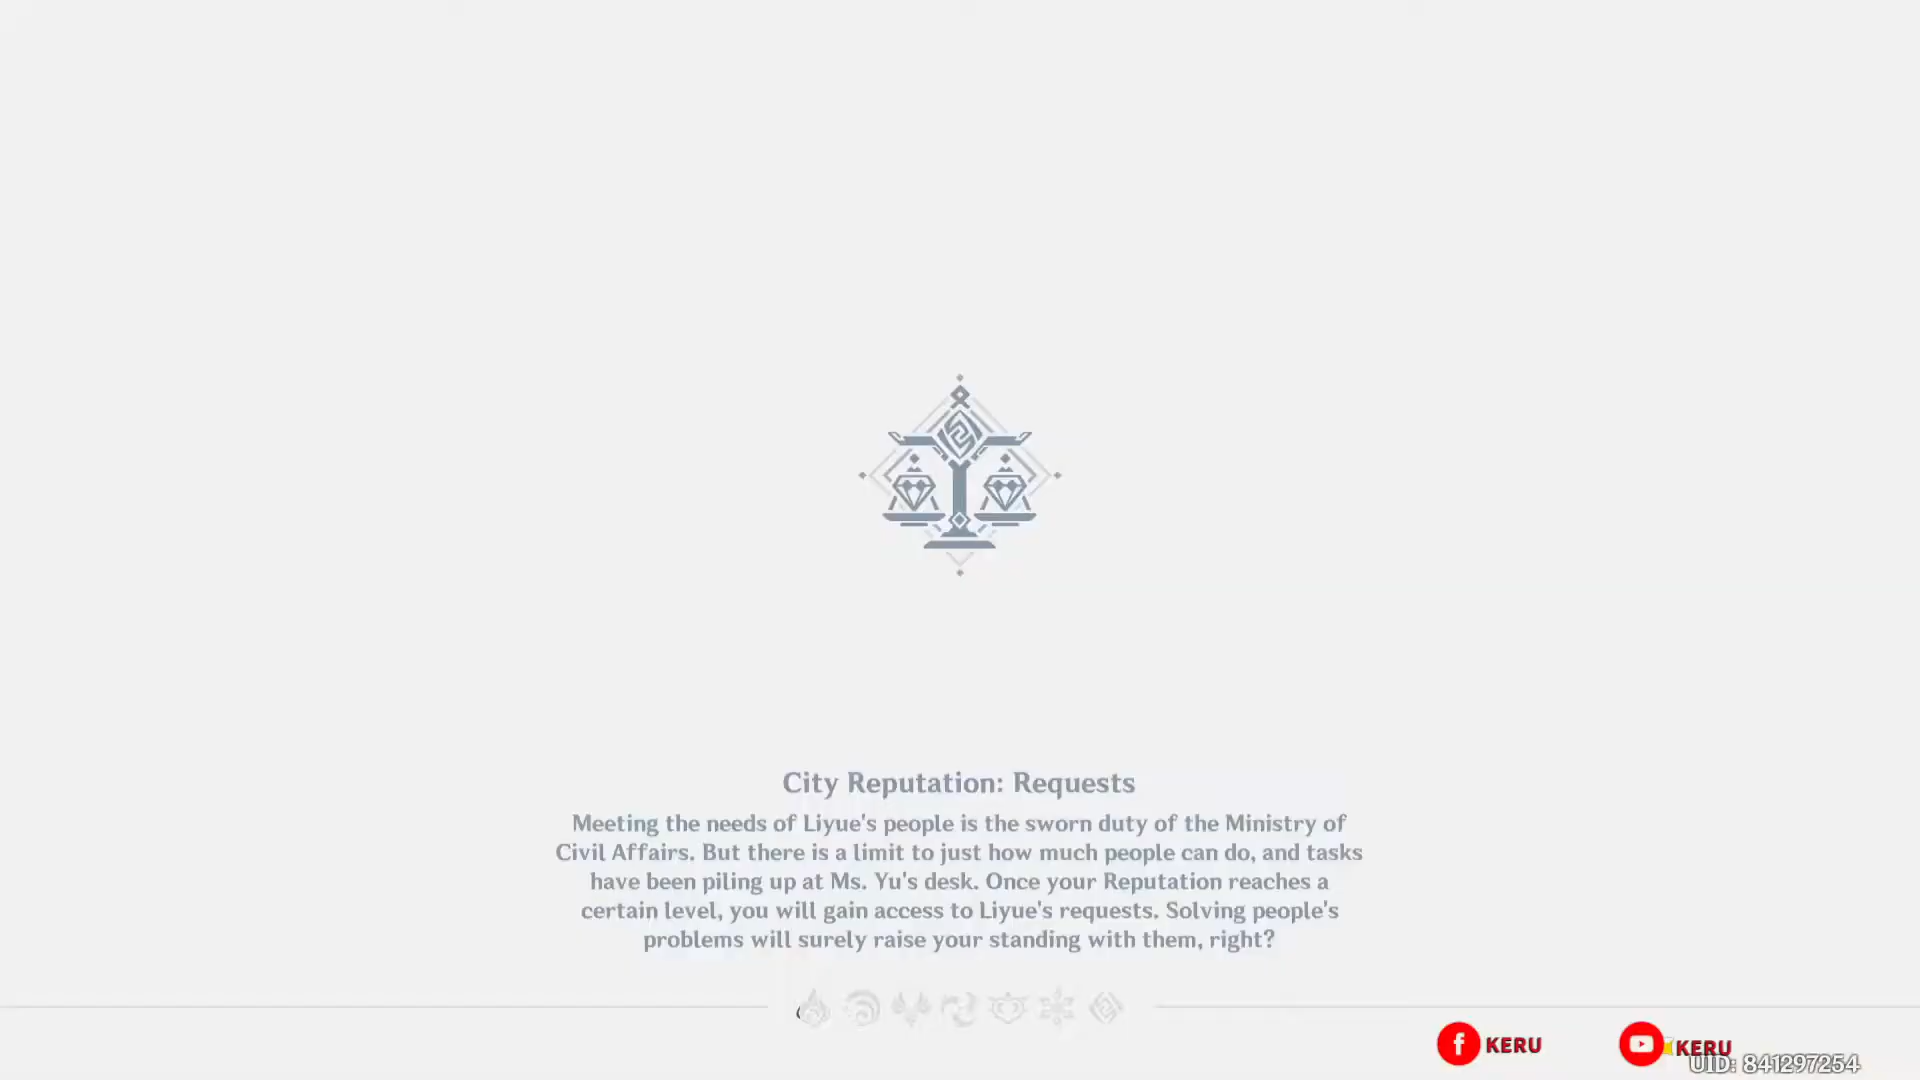 City Reputation: Requests
Meeting the needs of Liyue's people is the sworn duty of the Ministry of
Civil Affairs. But there is a limit to just how much people can do, and tasks
have been piling up at Ms. Yu's desk. Once your Reputation reaches a
certain level, you will gain access to Liyue's requests. Solving people's
problems will surely raise your standing with them, right?
KERU
KERU
UID: 841297254